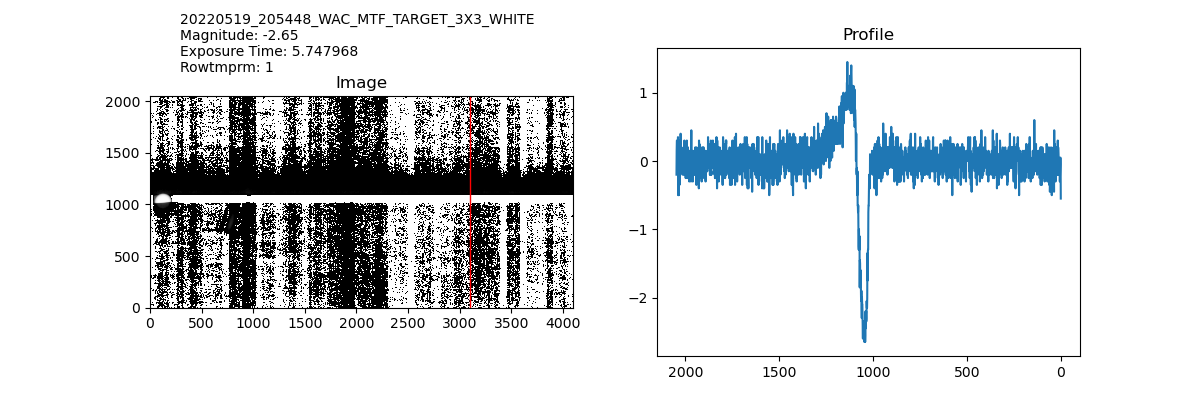 20220519_205448_WAC_MTF_TARGET_3X3_WHITE
Magnitude: -2.65
Exposure Time: 5.747968
Rowtmprm: 1
Image
2000
1500
1000
500
0
0 500 1000 1500 2000 2500 3000 3500 4000
Profile
1
0
−1
−2
2000 1500 1000 500 0